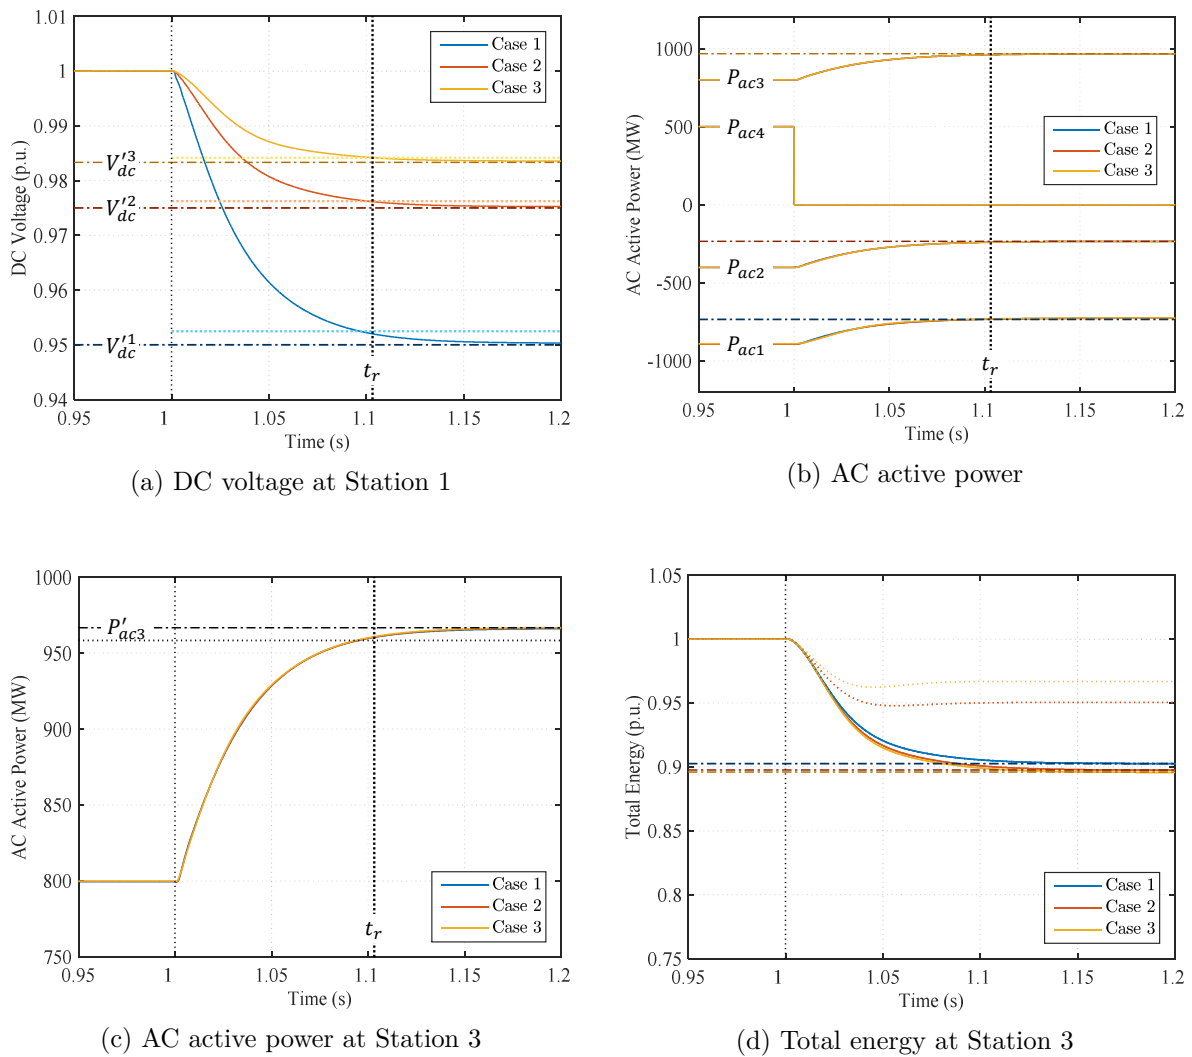 1.01
1
0.99
0.98
0.97
0.96
0.95
0.94
DC Voltage (p.u.)
Case 1
Case 2
Case 3
V'³dc
V'²dc
V'¹dc
tr
0.95
1
1.05
1.1
1.15
1.2
Time (s)
(a) DC voltage at Station 1
1000
500
0
-500
-1000
AC Active Power (MW)
Pac3
Pac4
Pac2
Pac1
Case 1
Case 2
Case 3
tr
0.95
1
1.05
1.1
1.15
1.2
Time (s)
(b) AC active power
1000
950
900
850
800
750
AC Active Power (MW)
P'ac3
Case 1
Case 2
Case 3
tr
0.95
1
1.05
1.1
1.15
1.2
Time (s)
(c) AC active power at Station 3
1.05
1
0.95
0.9
0.85
0.8
0.75
Total Energy (p.u.)
Case 1
Case 2
Case 3
0.95
1
1.05
1.1
1.15
1.2
Time (s)
(d) Total energy at Station 3